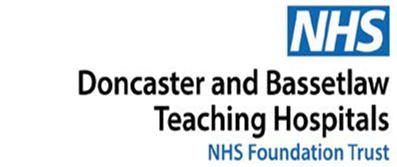 NHS
Doncaster and Bassetlaw
Teaching Hospitals
NHS Foundation Trust